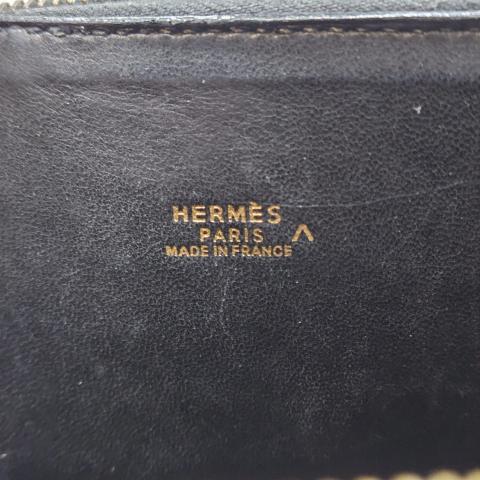 HERMÈS
PARIS ^
MADE IN FRANCE